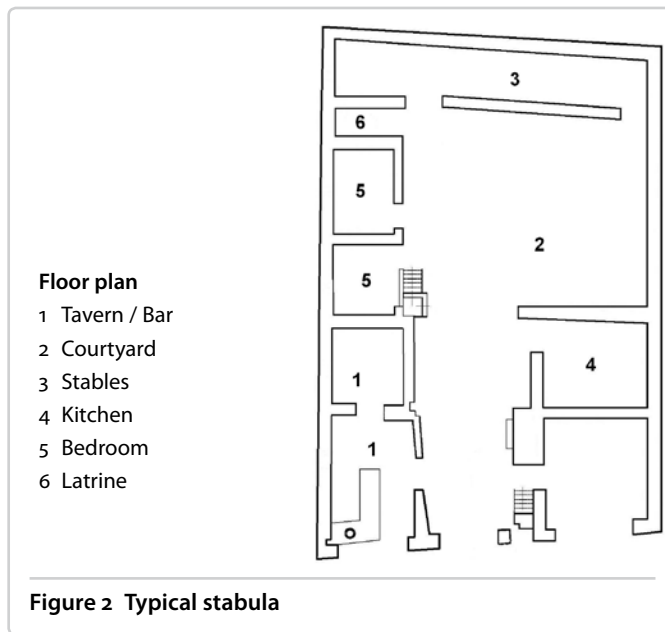 3
6
5
2
5
4
1
1
Floor plan
1 Tavern / Bar
2 Courtyard
3 Stables
4 Kitchen
5 Bedroom
6 Latrine
Figure 2 Typical stabula